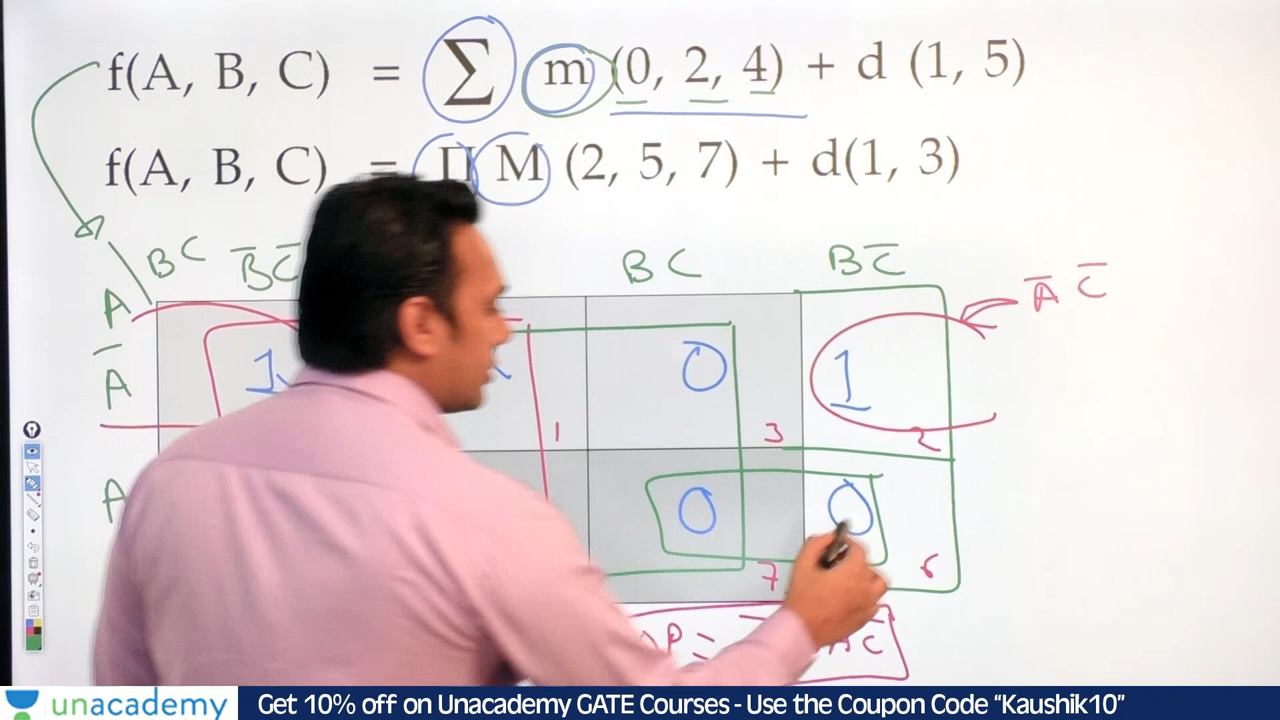 f(A, B, C) = ∑ m (0, 2, 4) + d (1, 5)
f(A, B, C) = Π M (2, 5, 7) + d(1, 3)
A BC B̅C̅ BC BC̅
A̅ C̅
A̅ 1 0 1
1 3 2
A 0 0
7 6
unacademy
Get 10% off on Unacademy GATE Courses - Use the Coupon Code “Kaushik10”